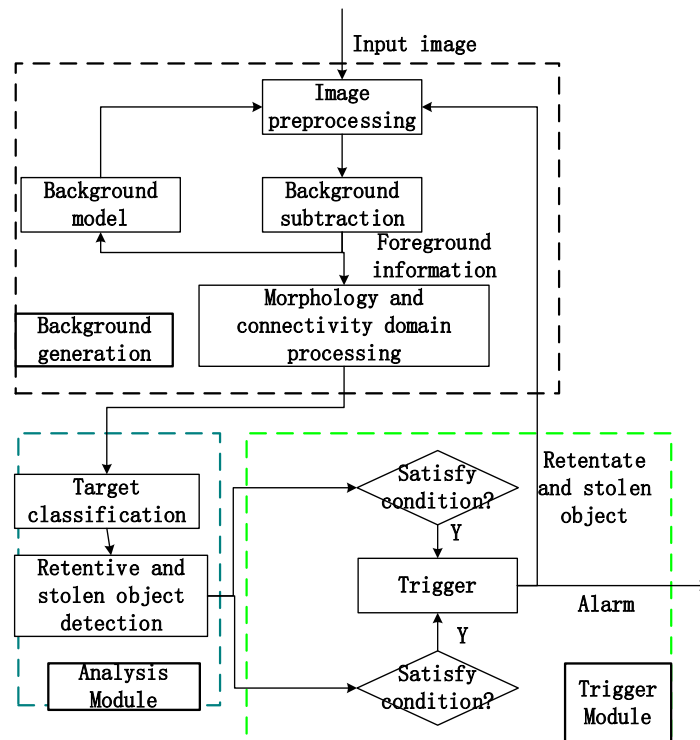 Input image
Image
preprocessing
Background
model
Background
subtraction
Foreground
information
Morphology and
connectivity domain
processing
Background
generation
Target
classification
Retentive and
stolen object
detection
Analysis
Module
Satisfy
condition?
Y
Retentate
and stolen
object
Trigger
Alarm
Y
Satisfy
condition?
Trigger
Module